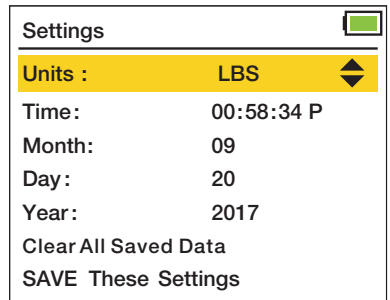 Settings
Units : LBS
Time: 00:58:34 P
Month: 09
Day: 20
Year: 2017
Clear All Saved Data
SAVE These Settings